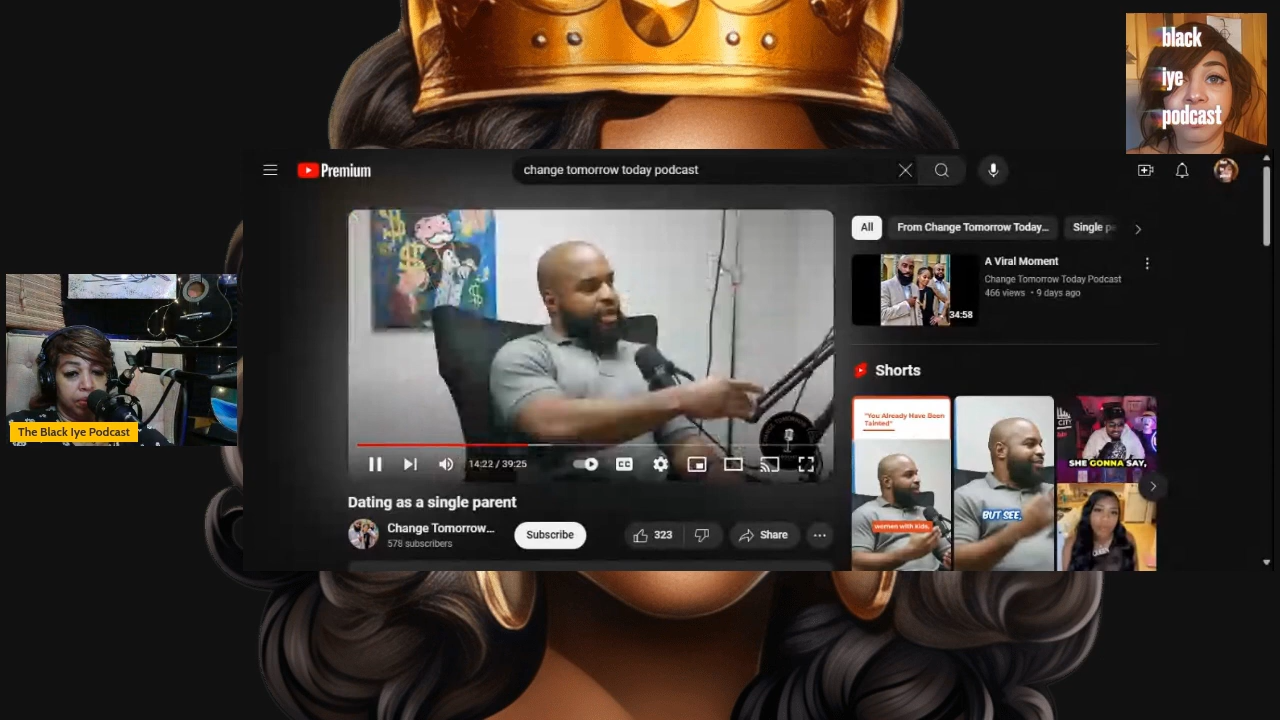 black
iye
podcast
Premium
change tomorrow today podcast
All
From Change Tomorrow Today...
Single
A Viral Moment
Change Tomorrow Today Podcast
466 views • 9 days ago
34:58
Shorts
"You Already Have Been
Tainted"
women with kids,
BUT SEE,
CITY
SHE GONNA SAY,
QUEEN
14:22 / 39:25
CC
Dating as a single parent
Change Tomorrow...
578 subscribers
Subscribe
323
Share
The Black Iye Podcast